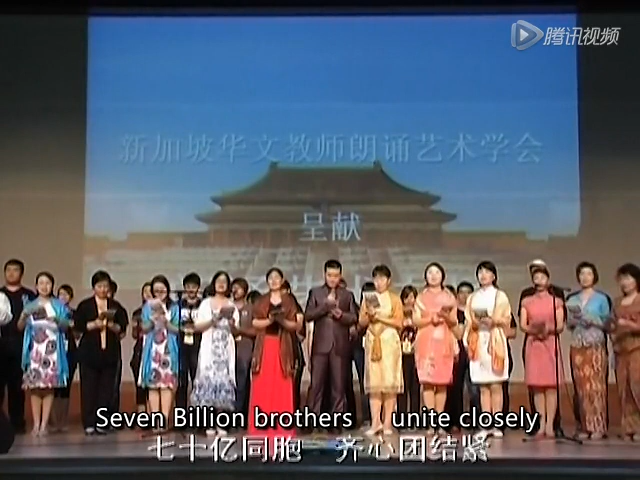 腾讯视频
新加坡华文教师朗诵艺术学会
呈献
Seven Billion brothers unite closely
七十亿同胞 齐心团结紧